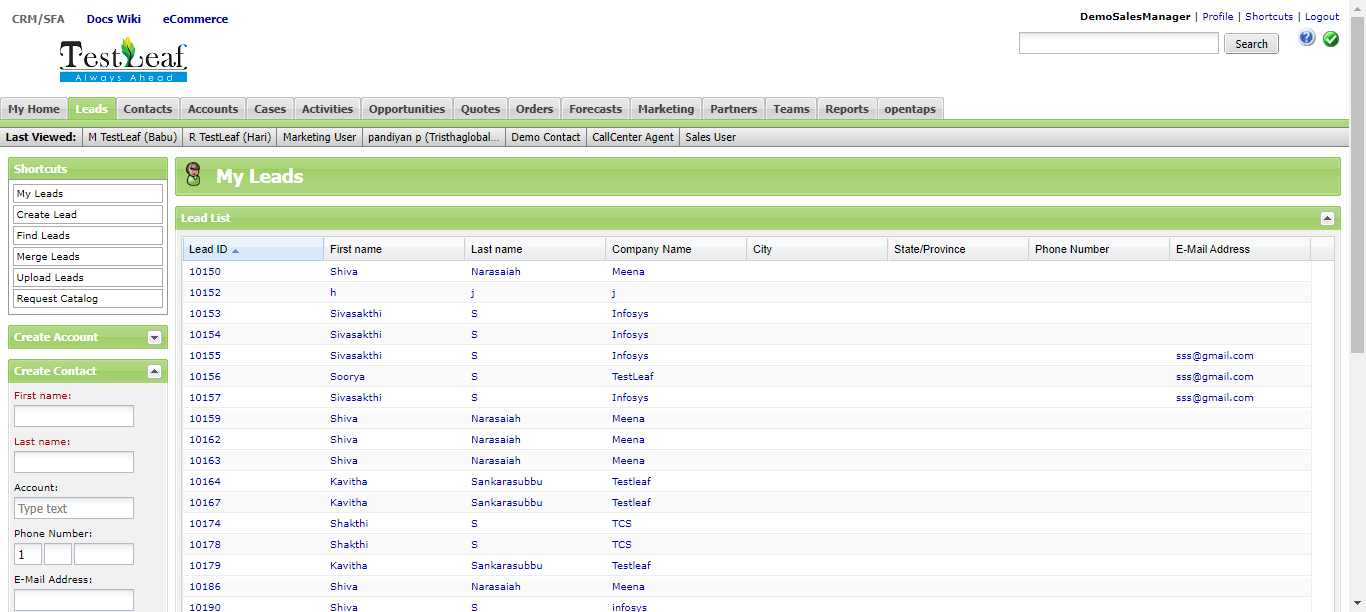 CRM/SFA Docs Wiki eCommerce
DemoSalesManager | Profile | Shortcuts | Logout
TestLeaf
Always Ahead
Search
My Home Leads Contacts Accounts Cases Activities Opportunities Quotes Orders Forecasts Marketing Partners Teams Reports opentaps
Last Viewed: M TestLeaf (Babu) R TestLeaf (Hari) Marketing User pandiyan p (Tristhaglobal... Demo Contact CallCenter Agent Sales User
Shortcuts
My Leads
Create Lead
Find Leads
Merge Leads
Upload Leads
Request Catalog
Create Account
Create Contact
First name:
Last name:
Account:
Type text
Phone Number:
1
E-Mail Address:
My Leads
Lead List
Lead ID First name Last name Company Name City State/Province Phone Number E-Mail Address
10150 Shiva Narasaiah Meena
10152 h j j
10153 Sivasakthi S Infosys
10154 Sivasakthi S Infosys
10155 Sivasakthi S Infosys sss@gmail.com
10156 Soorya S TestLeaf sss@gmail.com
10157 Sivasakthi S Infosys sss@gmail.com
10159 Shiva Narasaiah Meena
10162 Shiva Narasaiah Meena
10163 Shiva Narasaiah Meena
10164 Kavitha Sankarasubbu Testleaf
10167 Kavitha Sankarasubbu Testleaf
10174 Shakthi S TCS
10178 Shakthi S TCS
10179 Kavitha Sankarasubbu Testleaf
10186 Shiva Narasaiah Meena
10190 Shiva S infosys